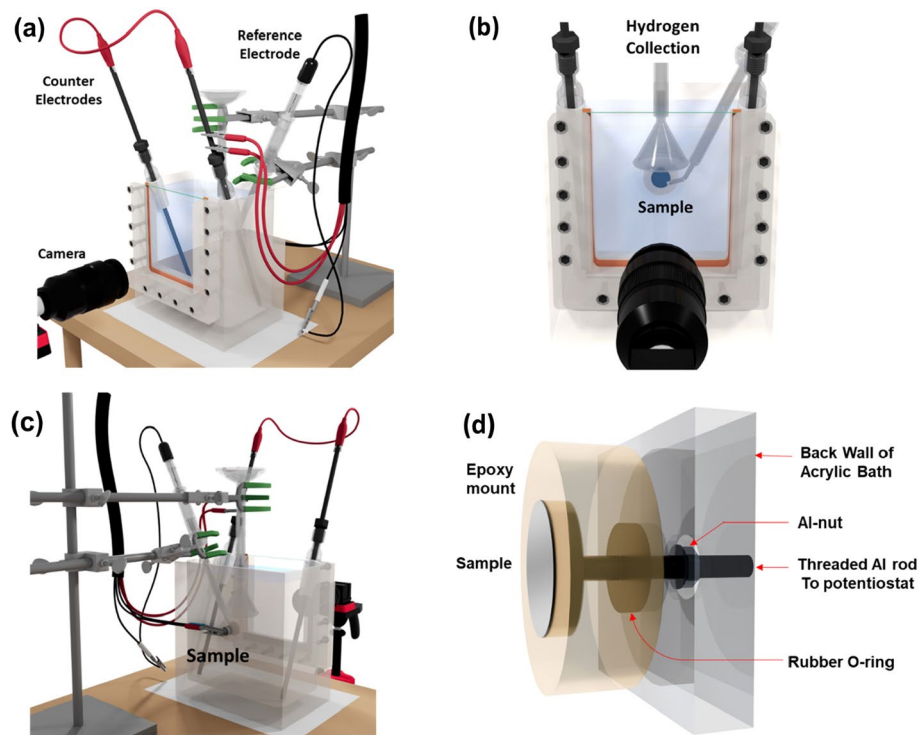 (a)
Reference
Electrode
Counter
Electrodes
Camera
(b)
Hydrogen
Collection
Sample
(c)
Sample
(d)
Epoxy
mount
Sample
Back Wall of
Acrylic Bath
Al-nut
Threaded Al rod
To potentiostat
Rubber O-ring